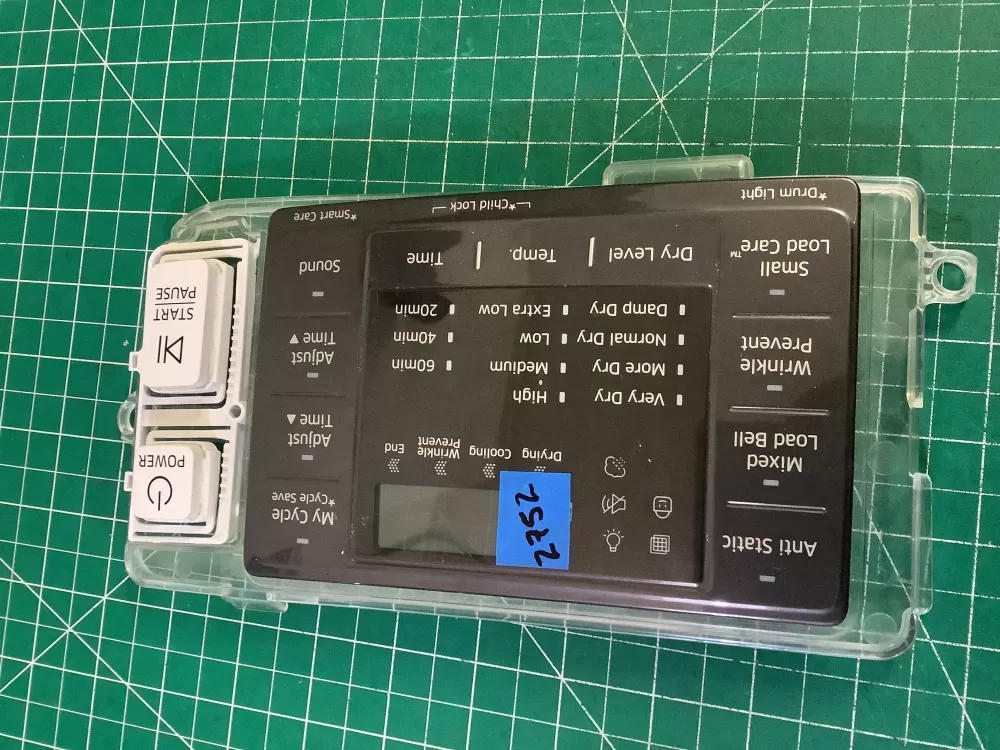 Anti Static
Mixed
Load Bell
Wrinkle
Prevent
Small
Load Care™
*Drum Light
2752
Drying
Cooling
Wrinkle
Prevent
End
Very Dry
More Dry
Normal Dry
Damp Dry
Dry Level
High
Medium
Low
Extra Low
Temp.
60min
40min
20min
Time
*Child Lock
My Cycle
*Cycle Save
Adjust
Time
Adjust
Time
Sound
*Smart Care
POWER
START
PAUSE